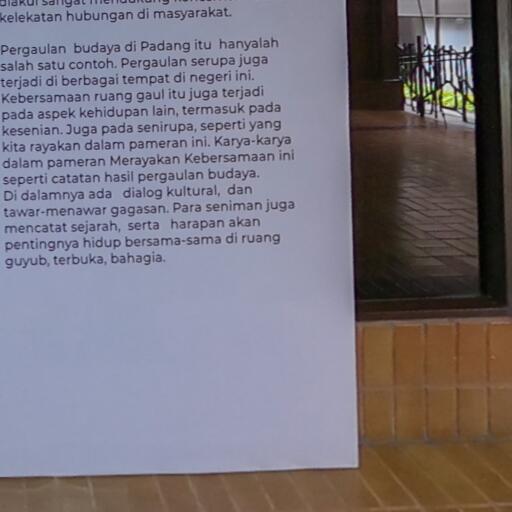 diakui sangat mendukung
kelekatan hubungan di masyarakat.
Pergaulan budaya di Padang itu hanyalah
salah satu contoh. Pergaulan serupa juga
terjadi di berbagai tempat di negeri ini.
Kebersamaan ruang gaul itu juga terjadi
pada aspek kehidupan lain, termasuk pada
kesenian. Juga pada senirupa, seperti yang
kita rayakan dalam pameran ini. Karya-karya
dalam pameran Merayakan Kebersamaan ini
seperti catatan hasil pergaulan budaya.
Di dalamnya ada dialog kultural, dan
tawar-menawar gagasan. Para seniman juga
mencatat sejarah, serta harapan akan
pentingnya hidup bersama-sama di ruang
guyub, terbuka, bahagia.